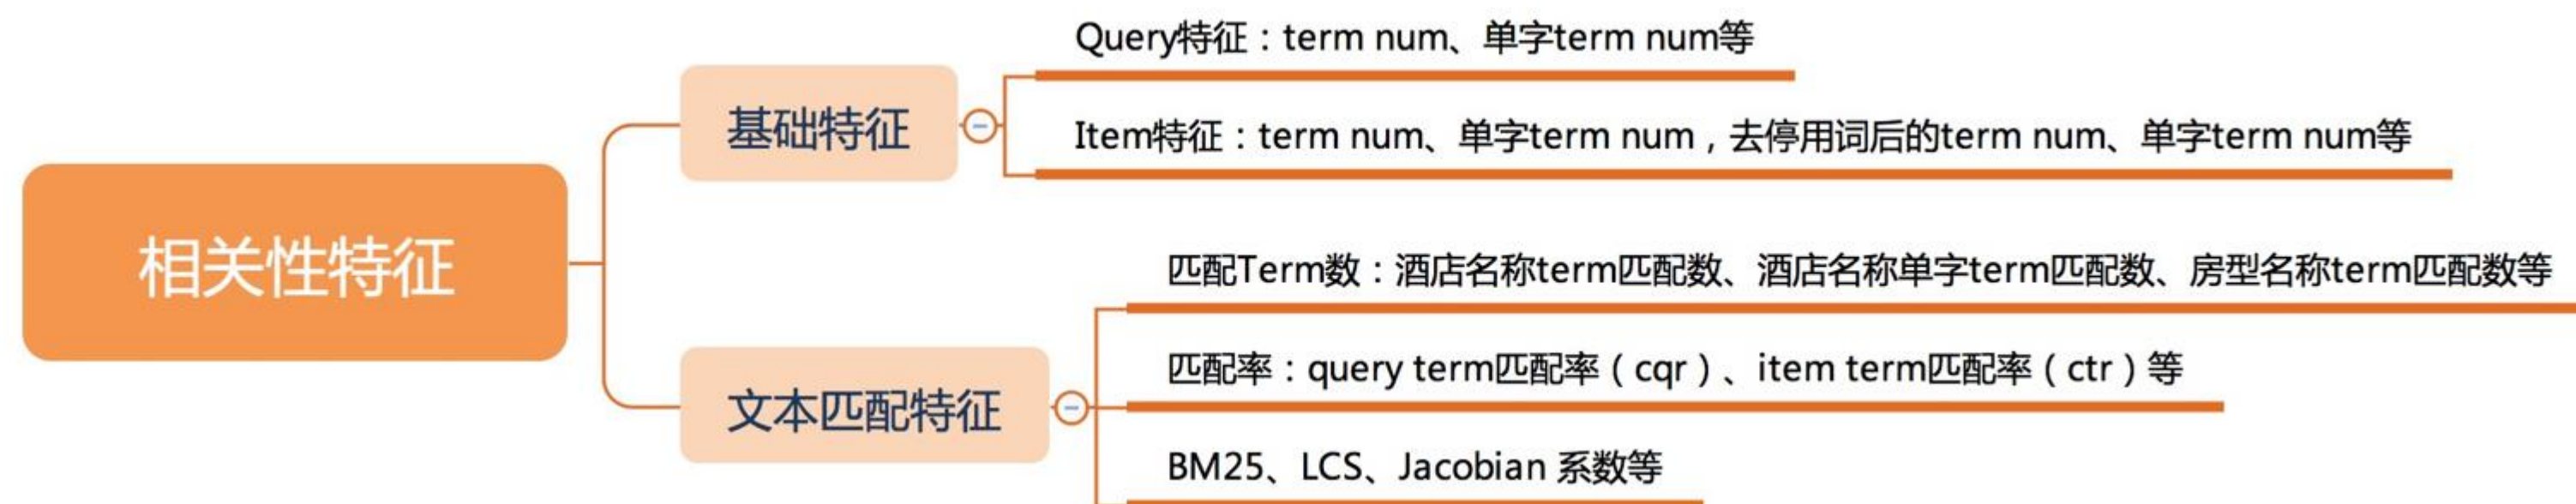 相关性特征
基础特征
Query特征：term num、单字term num等
Item特征：term num、单字term num，去停用词后的term num、单字term num等
文本匹配特征
匹配Term数：酒店名称term匹配数、酒店名称单字term匹配数、房型名称term匹配数等
匹配率：query term匹配率（cqr）、item term匹配率（ctr）等
BM25、LCS、Jacobian 系数等